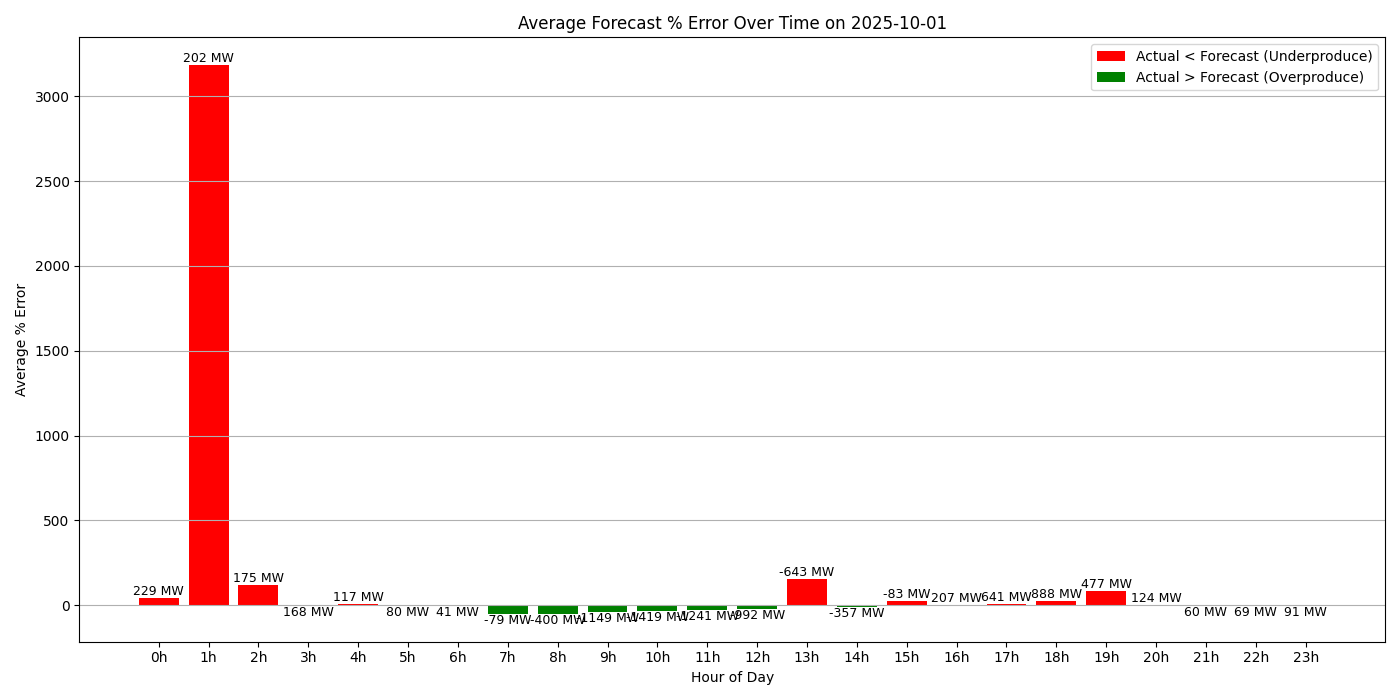 Average Forecast % Error Over Time on 2025-10-01
Actual < Forecast (Underproduce)
Actual > Forecast (Overproduce)
Average % Error
3000
2500
2000
1500
1000
500
0
229 MW
202 MW
175 MW
168 MW
117 MW
80 MW
41 MW
-79 MW
-400 MW
-1149 MW
-1419 MW
-1241 MW
-992 MW
-643 MW
-357 MW
-83 MW
207 MW
641 MW
888 MW
477 MW
124 MW
60 MW
69 MW
91 MW
0h 1h 2h 3h 4h 5h 6h 7h 8h 9h 10h 11h 12h 13h 14h 15h 16h 17h 18h 19h 20h 21h 22h 23h
Hour of Day